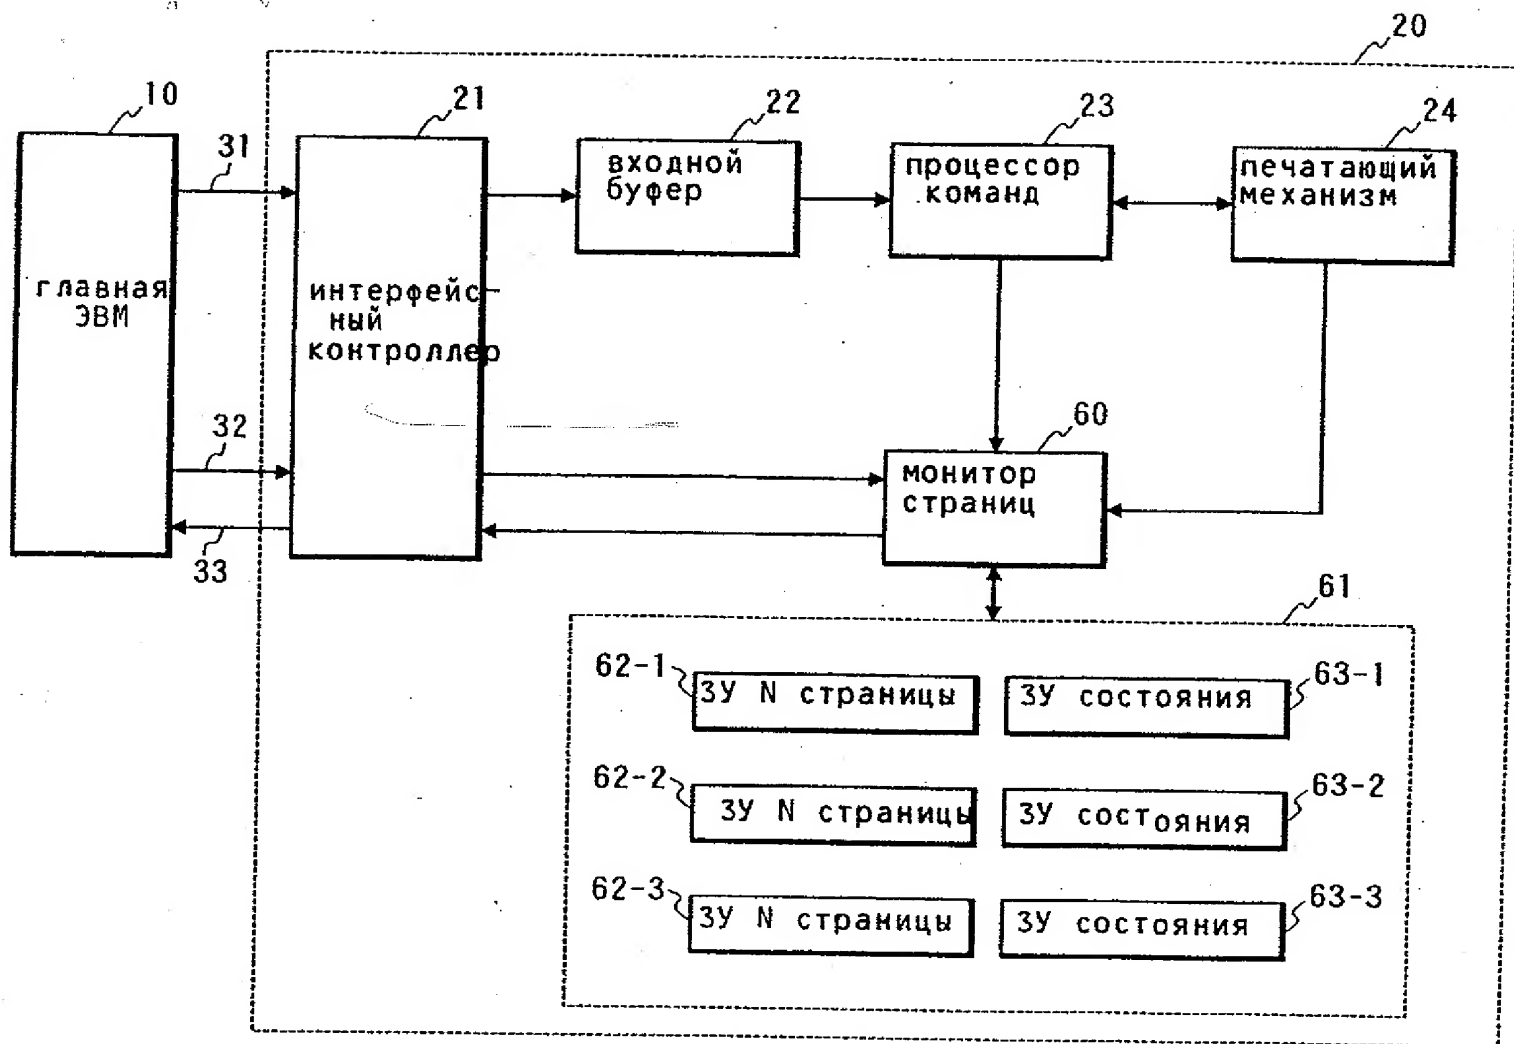 20
10
21
22
23
24
31
входной
буфер
процессор
команд
печатающий
механизм
главная
ЭВМ
интерфейс-
ный
контроллер
32
60
монитор
страниц
33
61
62-1
ЗУ N страницы
ЗУ состояния
63-1
62-2
ЗУ N страницы
ЗУ состояния
63-2
62-3
ЗУ N страницы
ЗУ состояния
63-3